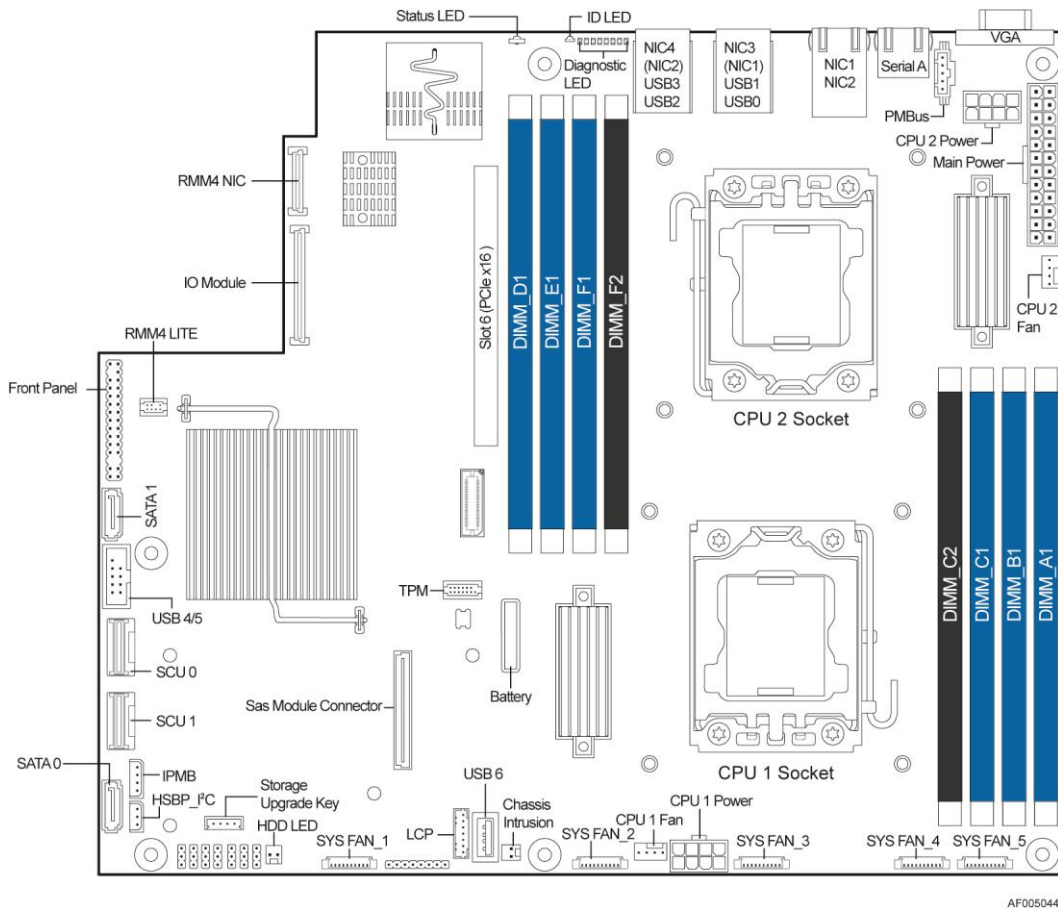 Status LED
ID LED
Diagnostic
LED
NIC4
(NIC2)
USB3
USB2
NIC3
(NIC1)
USB1
USB0
NIC1
NIC2
Serial A
VGA
PMBus
CPU 2 Power
Main Power
RMM4 NIC
IO Module
RMM4 LITE
Front Panel
Slot 6 (PCIe x16)
DIMM_D1
DIMM_E1
DIMM_F1
DIMM_F2
CPU 2
Fan
CPU 2 Socket
SATA 1
USB 4/5
TPM
DIMM_C2
DIMM_C1
DIMM_B1
DIMM_A1
SCU 0
SCU 1
Sas Module Connector
Battery
CPU 1 Socket
SATA 0
IPMB
HSBP_I²C
Storage
Upgrade Key
HDD LED
SYS FAN_1
LCP
USB 6
Chassis
Intrusion
SYS FAN_2
CPU 1 Fan
CPU 1 Power
SYS FAN_3
SYS FAN_4
SYS FAN_5
AF005044